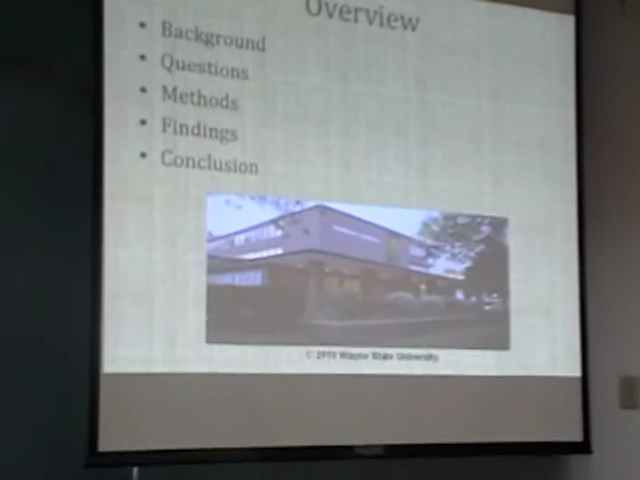 Overview
• Background
• Questions
• Methods
• Findings
• Conclusion
Wayne State University